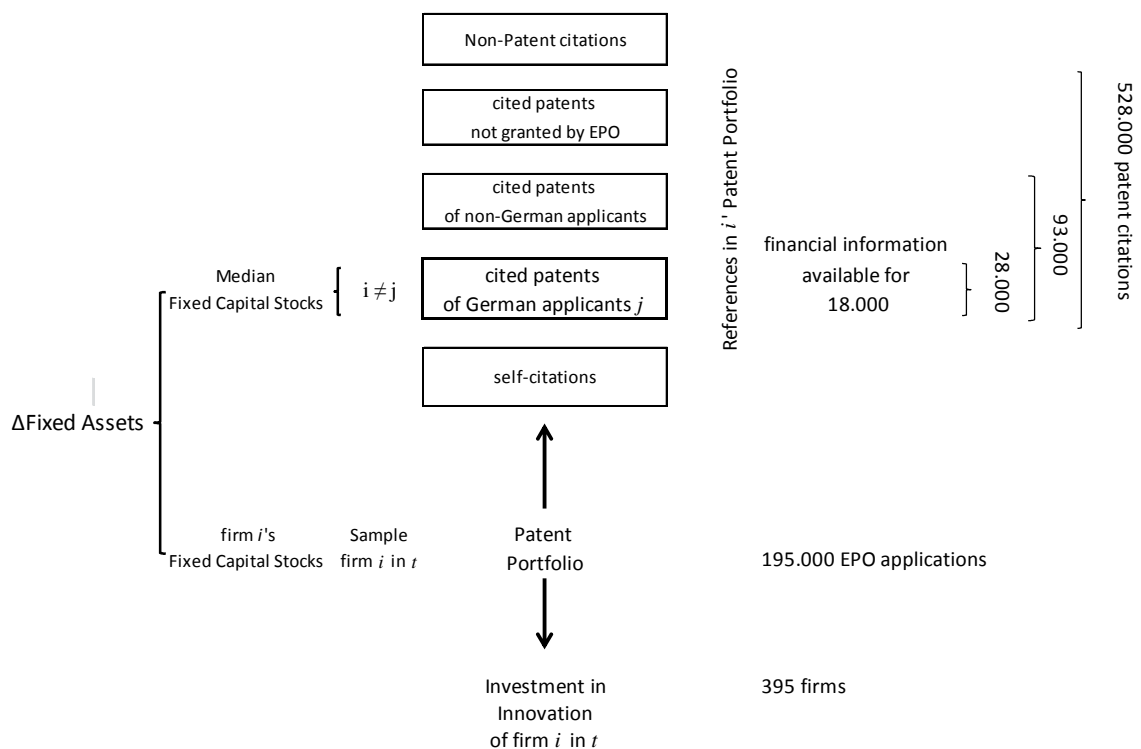 Non-Patent citations
cited patents
not granted by EPO
cited patents
of non-German applicants
cited patents
of German applicants j
self-citations
References in i' Patent Portfolio
financial information
available for
18.000
28.000
93.000
528.000 patent citations
Median
Fixed Capital Stocks
i ≠ j
ΔFixed Assets
firm i's
Fixed Capital Stocks
Sample
firm i in t
Patent
Portfolio
195.000 EPO applications
Investment in
Innovation
of firm i in t
395 firms